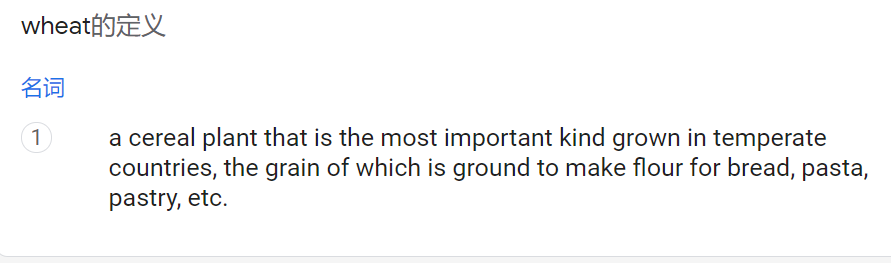 wheat的定义
名词
1
a cereal plant that is the most important kind grown in temperate
countries, the grain of which is ground to make flour for bread, pasta,
pastry, etc.